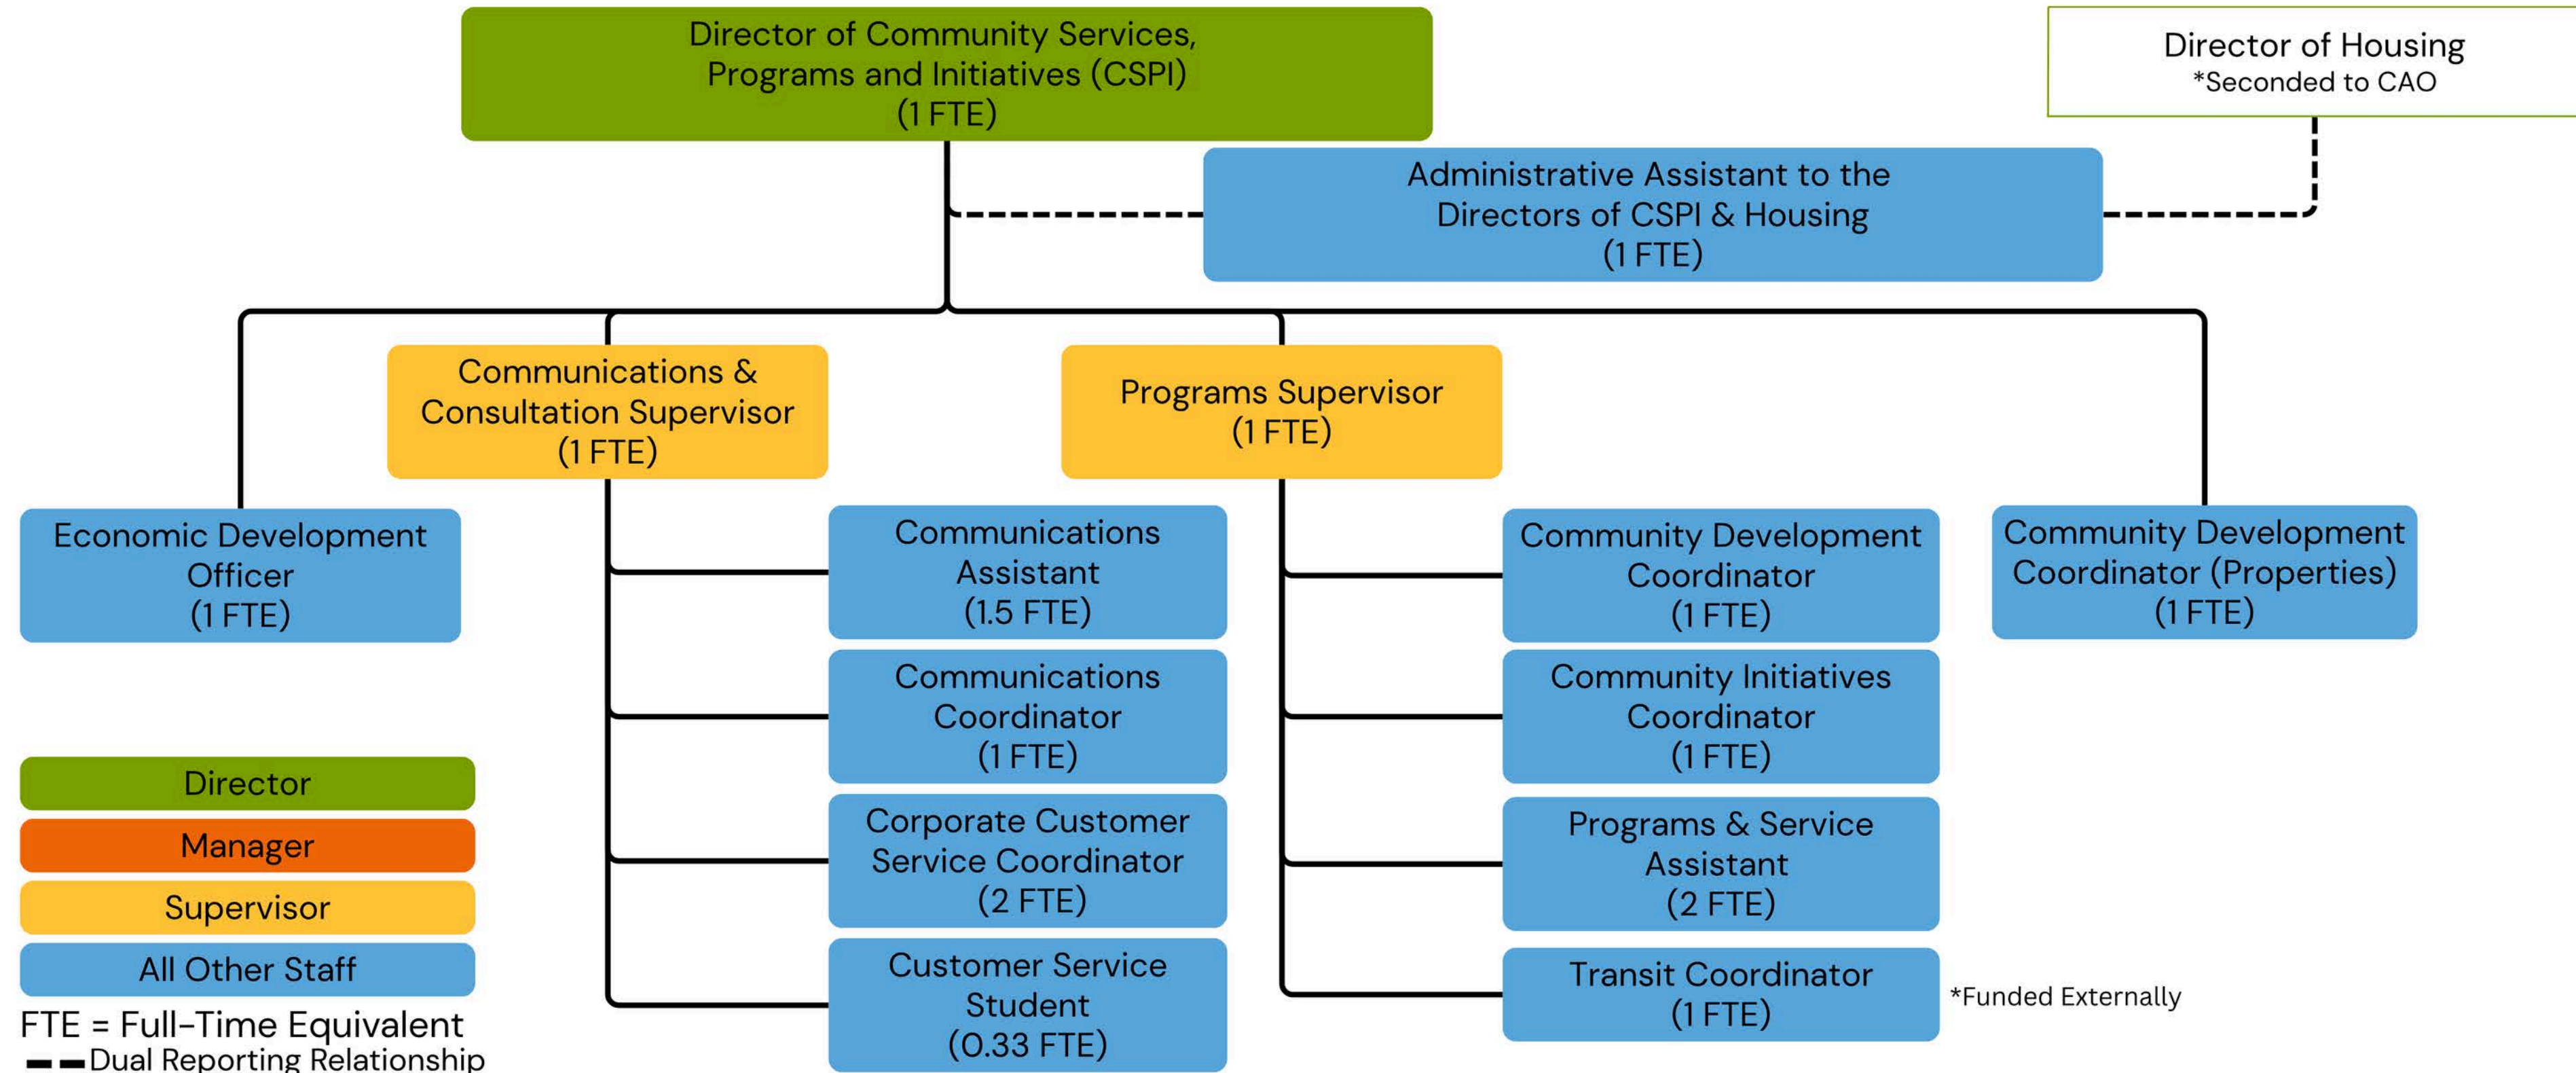 Director of Community Services,
Programs and Initiatives (CSPI)
(1 FTE)
Director of Housing
*Seconded to CAO
Administrative Assistant to the
Directors of CSPI & Housing
(1 FTE)
Communications &
Consultation Supervisor
(1 FTE)
Programs Supervisor
(1 FTE)
Economic Development
Officer
(1 FTE)
Communications
Assistant
(1.5 FTE)
Communications
Coordinator
(1 FTE)
Corporate Customer
Service Coordinator
(2 FTE)
Customer Service
Student
(0.33 FTE)
Community Development
Coordinator
(1 FTE)
Community Initiatives
Coordinator
(1 FTE)
Programs & Service
Assistant
(2 FTE)
Transit Coordinator
(1 FTE)
*Funded Externally
Community Development
Coordinator (Properties)
(1 FTE)
Director
Manager
Supervisor
All Other Staff
FTE = Full-Time Equivalent
Dual Reporting Relationship